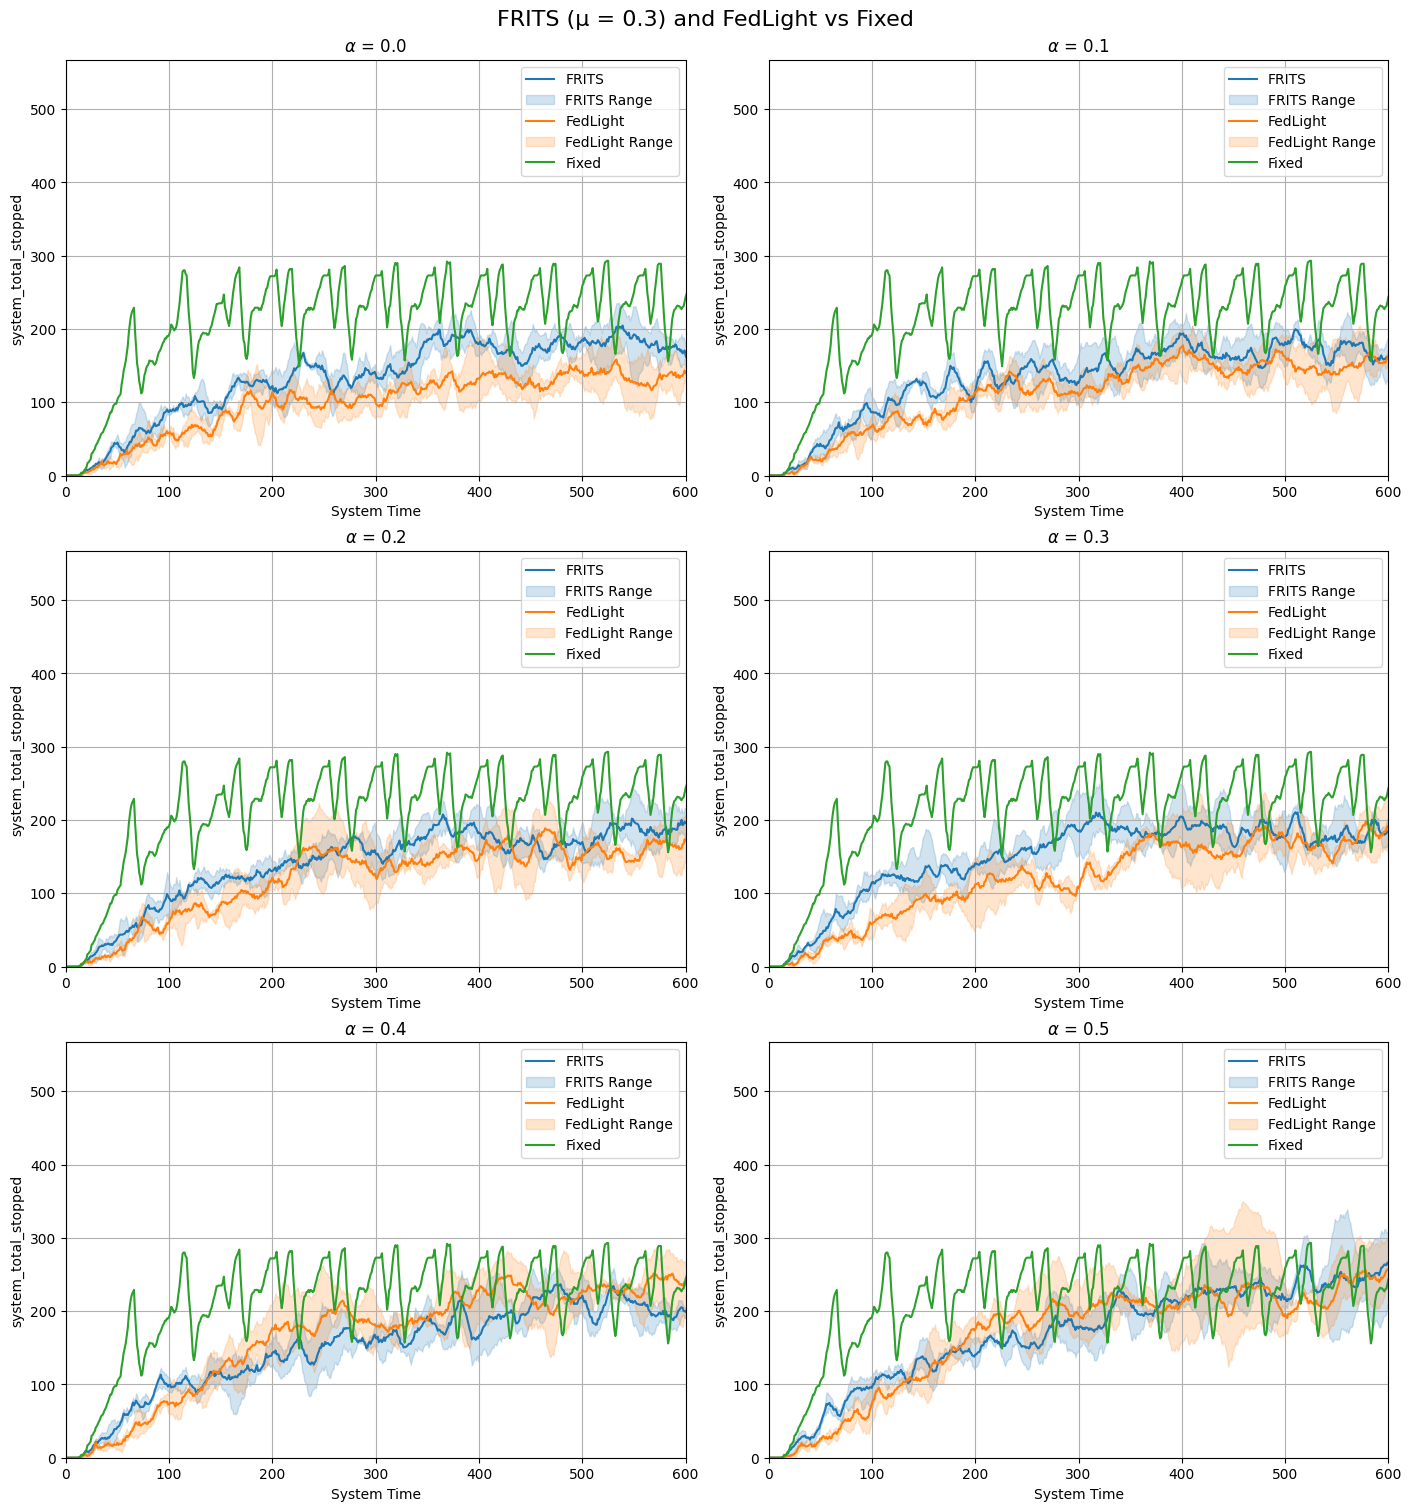 FRITS (μ = 0.3) and FedLight vs Fixed
α = 0.0
system_total_stopped
500
400
300
200
100
0
FRITS
FRITS Range
FedLight
FedLight Range
Fixed
0 100 200 300 400 500 600
System Time
α = 0.1
system_total_stopped
500
400
300
200
100
0
FRITS
FRITS Range
FedLight
FedLight Range
Fixed
0 100 200 300 400 500 600
System Time
α = 0.2
system_total_stopped
500
400
300
200
100
0
FRITS
FRITS Range
FedLight
FedLight Range
Fixed
0 100 200 300 400 500 600
System Time
α = 0.3
system_total_stopped
500
400
300
200
100
0
FRITS
FRITS Range
FedLight
FedLight Range
Fixed
0 100 200 300 400 500 600
System Time
α = 0.4
system_total_stopped
500
400
300
200
100
0
FRITS
FRITS Range
FedLight
FedLight Range
Fixed
0 100 200 300 400 500 600
System Time
α = 0.5
system_total_stopped
500
400
300
200
100
0
FRITS
FRITS Range
FedLight
FedLight Range
Fixed
0 100 200 300 400 500 600
System Time